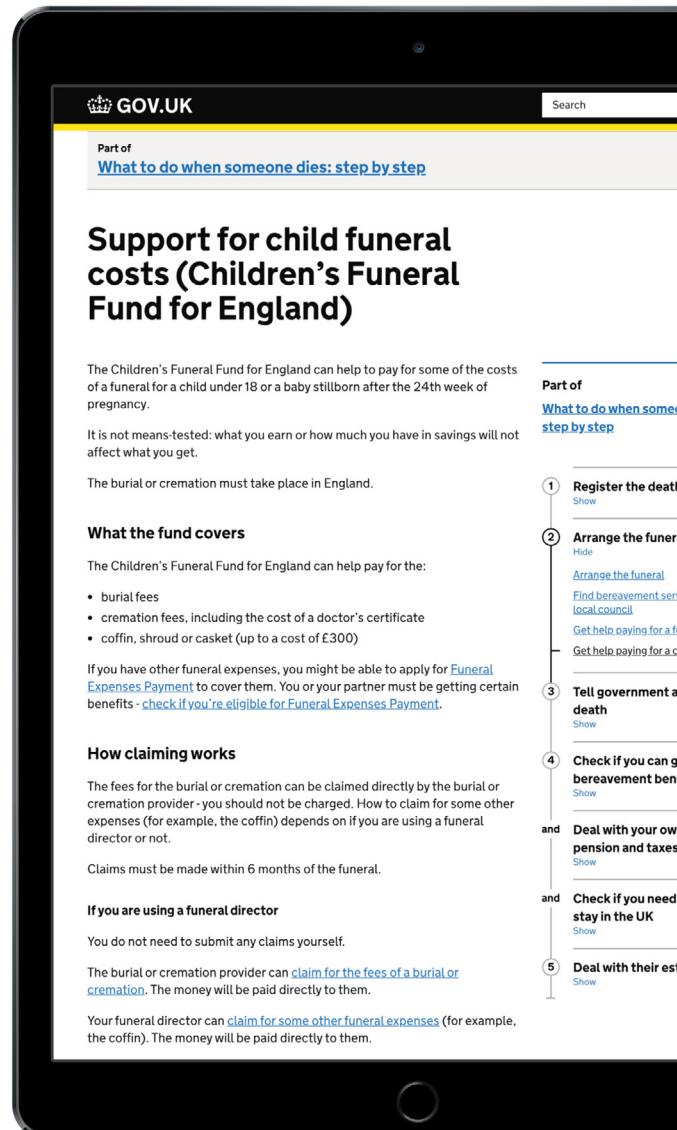 GOV.UK
Search
Part of
What to do when someone dies: step by step
Support for child funeral
costs (Children's Funeral
Fund for England)
The Children's Funeral Fund for England can help to pay for some of the costs
of a funeral for a child under 18 or a baby stillborn after the 24th week of
pregnancy.
It is not means-tested: what you earn or how much you have in savings will not
affect what you get.
The burial or cremation must take place in England.
What the fund covers
The Children's Funeral Fund for England can help pay for the:
• burial fees
• cremation fees, including the cost of a doctor's certificate
• coffin, shroud or casket (up to a cost of £300)
If you have other funeral expenses, you might be able to apply for Funeral
Expenses Payment to cover them. You or your partner must be getting certain
benefits - check if you're eligible for Funeral Expenses Payment.
How claiming works
The fees for the burial or cremation can be claimed directly by the burial or
cremation provider - you should not be charged. How to claim for some other
expenses (for example, the coffin) depends on if you are using a funeral
director or not.
Claims must be made within 6 months of the funeral.
If you are using a funeral director
You do not need to submit any claims yourself.
The burial or cremation provider can claim for the fees of a burial or
cremation. The money will be paid directly to them.
Your funeral director can claim for some other funeral expenses (for example,
the coffin). The money will be paid directly to them.
Part of
What to do when
step by step
1 Register the
Show
2 Arrange the
Hide
Arrange the funeral
Find bereavement
local council
Get help paying for a
Get help paying for a
3 Tell government
death
Show
4 Check if you can
bereavement
Show
and Deal with your
pension and taxes
Show
and Check if you need
stay in the UK
Show
5 Deal with their
Show